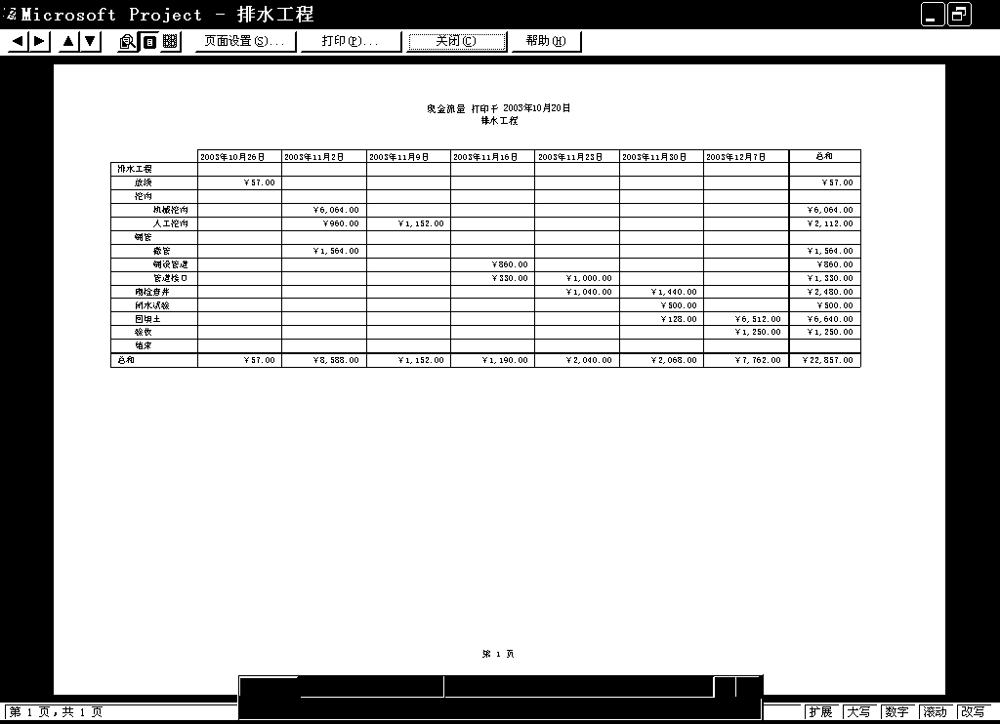 Microsoft Project - 排水工程
页面设置(S)... 打印(P)... 关闭(C) 帮助(H)
现金流量 打印于 2003年10月20日
排水工程
2003年10月26日 2003年11月2日 2003年11月9日 2003年11月16日 2003年11月23日 2003年11月30日 2003年12月7日 总和
排水工程
放线 ¥57.00 ¥57.00
挖沟
机械挖沟 ¥6,064.00 ¥6,064.00
人工挖沟 ¥960.00 ¥1,152.00 ¥2,112.00
铺管
撒管 ¥1,564.00 ¥1,564.00
铺设管道 ¥860.00 ¥860.00
管道接口 ¥330.00 ¥1,000.00 ¥1,330.00
砌检查井 ¥1,040.00 ¥1,440.00 ¥2,480.00
闭水试验 ¥500.00 ¥500.00
回填土 ¥128.00 ¥6,512.00 ¥6,640.00
验收 ¥1,250.00 ¥1,250.00
结束
总和 ¥57.00 ¥8,588.00 ¥1,152.00 ¥1,190.00 ¥2,040.00 ¥2,068.00 ¥7,762.00 ¥22,857.00
第 1 页
第 1 页,共 1 页 扩展 大写 数字 滚动 改写